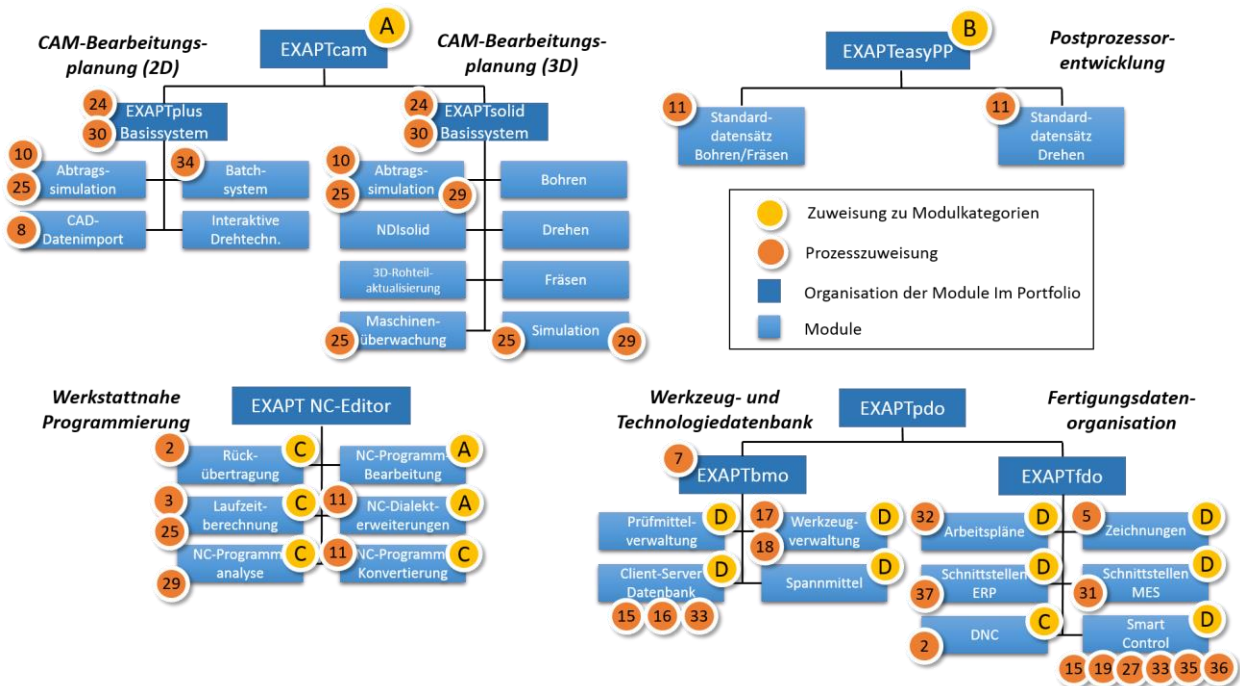 CAM-Bearbeitungs-
planung (2D)
EXAPTcam
A
CAM-Bearbeitungs-
planung (3D)
24
30
EXAPTplus
Basissystem
24
30
EXAPTsolid
Basissystem
10
25
Abtrags-
simulation
34
Batch-
system
8
CAD-
Datenimport
Interaktive
Drehtechn.
10
25
Abtrags-
simulation
29
Bohren
NDIsolid
Drehen
3D-Rohteil-
aktualisierung
Fräsen
25
Maschinen-
überwachung
25
Simulation
29
EXAPTeasyPP
B
Postprozessor-
entwicklung
11
Standard-
datensätz
Bohren/Fräsen
11
Standard-
datensätz
Drehen
Zuweisung zu Modulkategorien
Prozesszuweisung
Organisation der Module Im Portfolio
Module
Werkstattnahe
Programmierung
EXAPT NC-Editor
2
Rück-
übertragung
C
NC-Programm-
Bearbeitung
A
3
25
Laufzeit-
berechnung
C
11
NC-Dialekt-
erweiterungen
A
29
NC-Programm-
analyse
C
11
NC-Programm-
Konvertierung
C
Werkzeug- und
Technologiedatenbank
EXAPTpdo
Fertigungsdaten-
organisation
7
EXAPTbmo
EXAPTfdo
Prüfmittel-
verwaltung
D
17
18
Werkzeug-
verwaltung
D
Client-Server
Datenbank
D
15 16 33
Spannmittel
D
32
Arbeitspläne
D
5
Zeichnungen
D
37
Schnittstellen
ERP
D
31
Schnittstellen
MES
D
2
DNC
C
Smart
Control
D
15 19 27 33 35 36